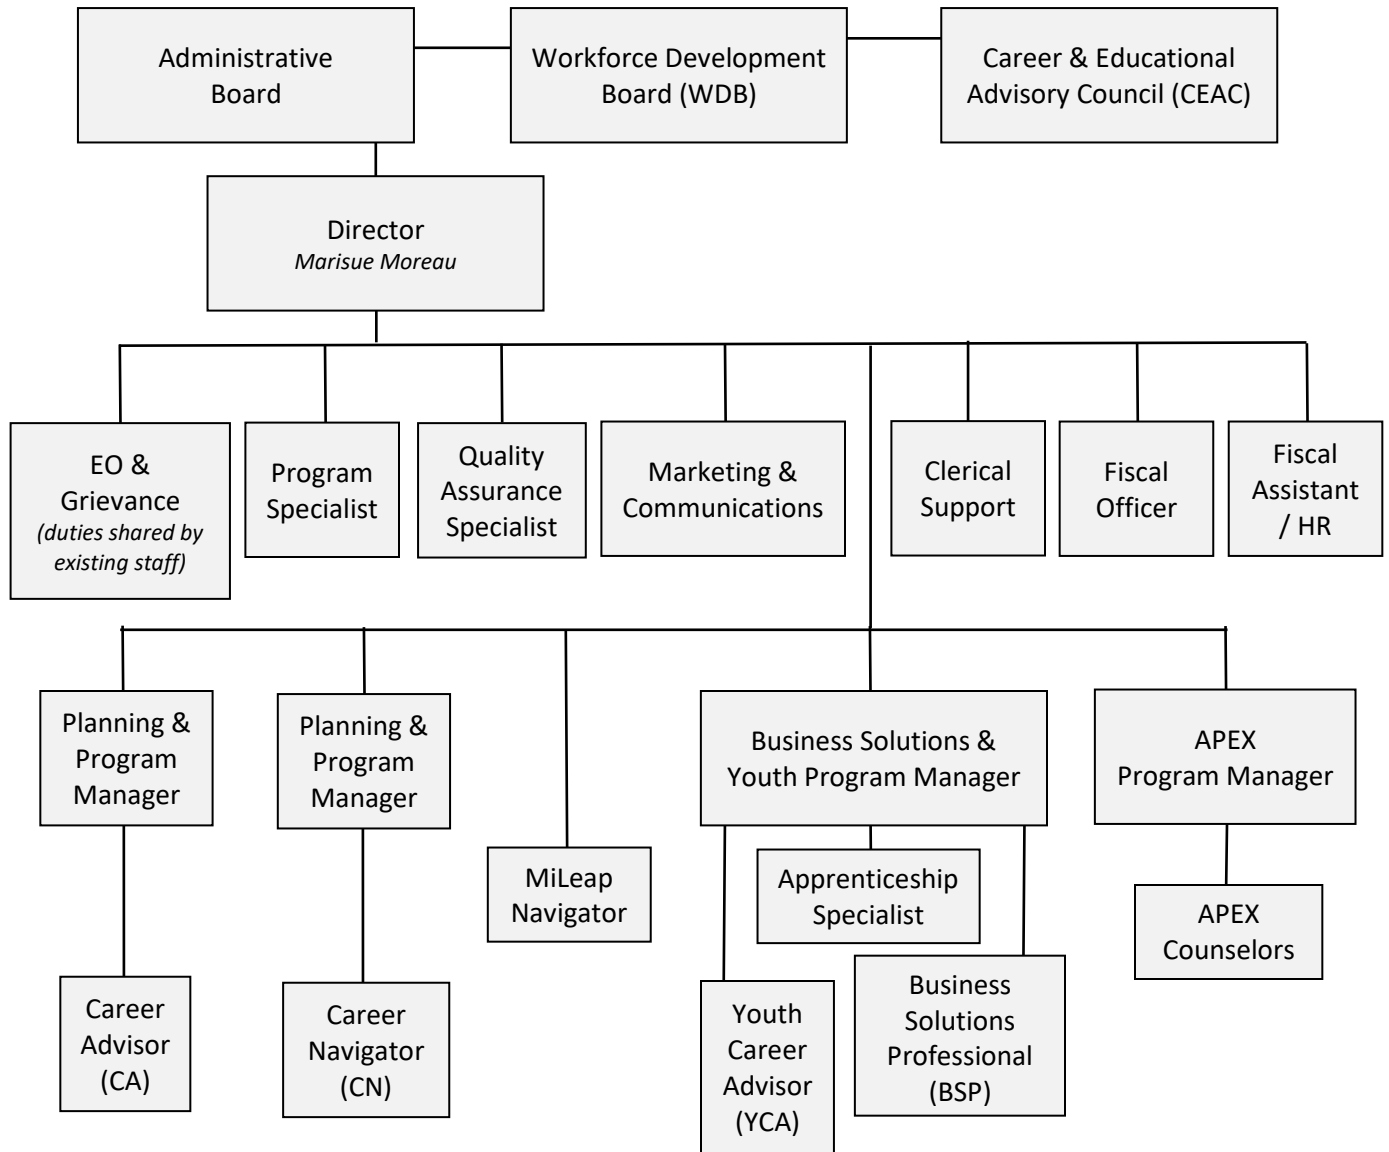 Administrative
Board
Workforce Development
Board (WDB)
Career & Educational
Advisory Council (CEAC)
Director
Marisue Moreau
EO &
Grievance
(duties shared by
existing staff)
Program
Specialist
Quality
Assurance
Specialist
Marketing &
Communications
Clerical
Support
Fiscal
Officer
Fiscal
Assistant
/ HR
Planning &
Program
Manager
Planning &
Program
Manager
Business Solutions &
Youth Program Manager
APEX
Program Manager
MiLeap
Navigator
Apprenticeship
Specialist
APEX
Counselors
Career
Advisor
(CA)
Career
Navigator
(CN)
Youth
Career
Advisor
(YCA)
Business
Solutions
Professional
(BSP)